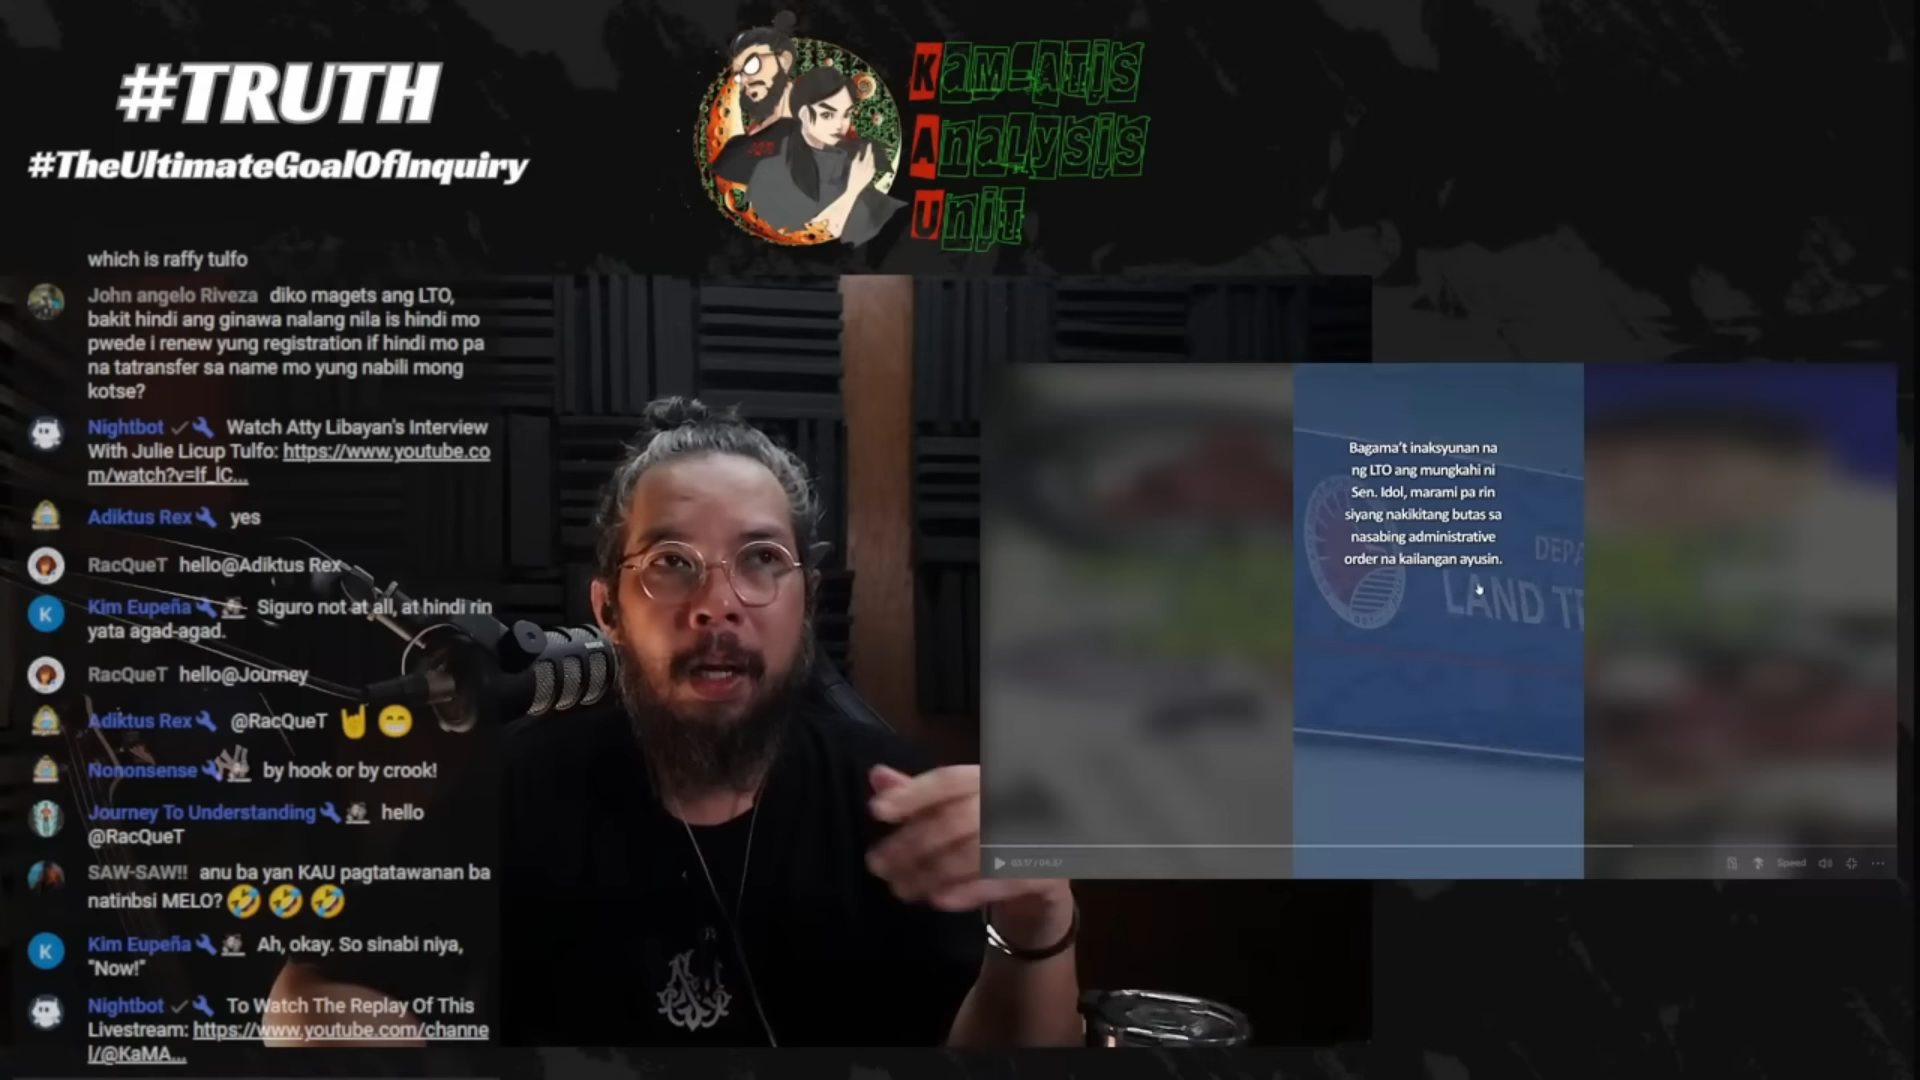 #TRUTH
#TheUltimateGoalOfInquiry
Kam-Atis
Analysis
Unit
which is raffy tulfo
John angelo Riveza diko magets ang LTO,
bakit hindi ang ginawa nalang nila is hindi mo
pwede i renew yung registration if hindi mo pa
na tatransfer sa name mo yung nabili mong
kotse?
Nightbot Watch Atty Libayan's Interview
With Julie Licup Tulfo: https://www.youtube.co
m/watch?v=lf_lC...
Adiktus Rex yes
RacQueT hello@Adiktus Rex
Kim Eupeña Siguro not at all, at hindi rin
yata agad-agad.
RacQueT hello@Journey
Adiktus Rex @RacQueT 🤘 😁
Nononsense by hook or by crook!
Journey To Understanding hello
@RacQueT
SAW-SAW!! anu ba yan KAU pagtatawanan ba
natinbsi MELO? 🤣 🤣 🤣
Kim Eupeña Ah, okay. So sinabi niya,
"Now!"
Nightbot To Watch The Replay Of This
Livestream: https://www.youtube.com/channe
l/@KaMA...
Bagama't inaksyunan na
ng LTO ang mungkahi ni
Sen. Idol, marami pa rin
siyang nakikitang butas sa
nasabing administrative
order na kailangan ayusin.
DEPA
LAND T
03:17 / 04:37
Speed